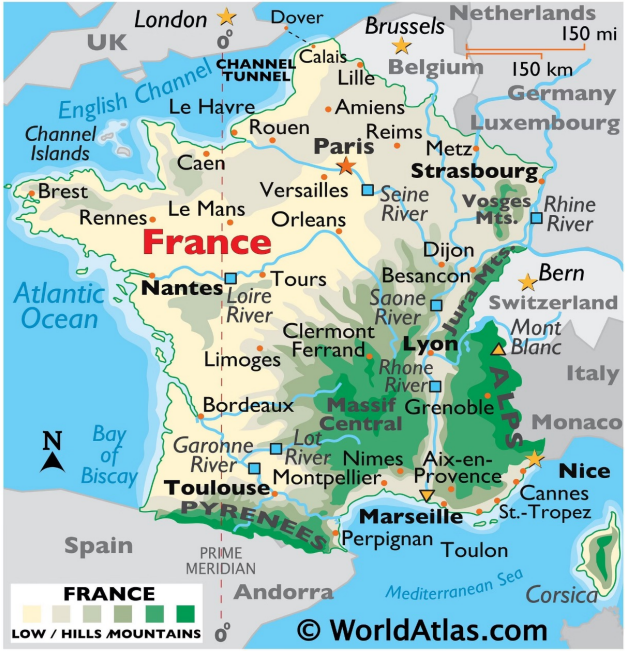 London
Dover
Brussels
Netherlands
UK
0°
150 mi
150 km
Calais
CHANNEL
TUNNEL
Lille
Belgium
Germany
English Channel
Le Havre
Amiens
Luxembourg
Channel
Islands
Rouen
Reims
Metz
Paris
Caen
Strasbourg
Brest
Versailles
Seine
River
Vosges
Mts.
Rhine
River
Rennes
Le Mans
Orleans
France
Dijon
Besancon
Jura Mts.
Bern
Nantes
Tours
Loire
River
Saone
River
Switzerland
Atlantic
Ocean
Clermont
Ferrand
Lyon
Mont
Blanc
Limoges
Rhone
River
Italy
ALPS
Bordeaux
Massif
Central
Grenoble
Monaco
N
Bay
of
Biscay
Garonne
River
Lot
River
Nimes
Aix-en-
Provence
Nice
Toulouse
Montpellier
Cannes
PYRENEES
Marseille
St.-Tropez
Perpignan
Toulon
Spain
PRIME
MERIDIAN
Andorra
Mediterranean Sea
Corsica
FRANCE
LOW / HILLS /MOUNTAINS
0°
© WorldAtlas.com